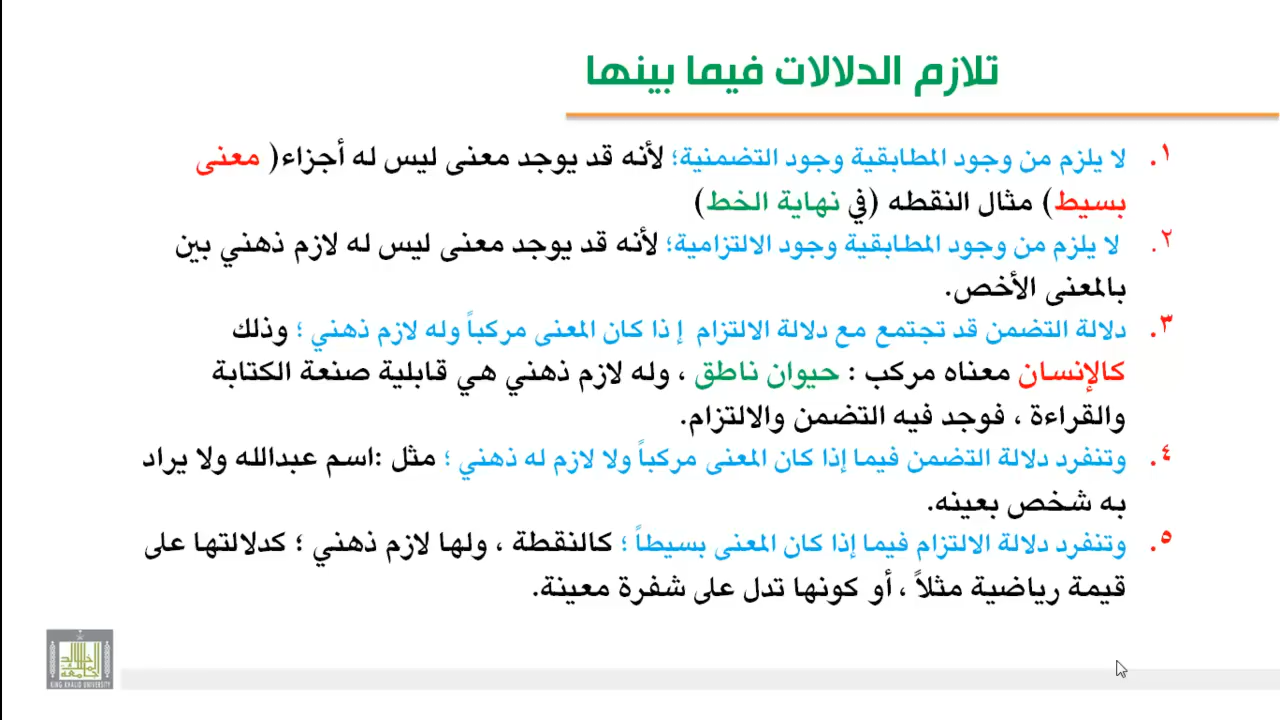 تلازم الدلالات فيما بينها
١. لا يلزم من وجود المطابقية وجود التضمنية؛ لأنه قد يوجد معنى ليس له أجزاء( معنى
بسيط) مثال النقطه (في نهاية الخط)
٢. لا يلزم من وجود المطابقية وجود الالتزامية؛ لأنه قد يوجد معنى ليس له لازم ذهني بين
بالمعنى الأخص.
٣. دلالة التضمن قد تجتمع مع دلالة الالتزام إذا كان المعنى مركباً وله لازم ذهني ؛ وذلك
كالإنسان معناه مركب : حيوان ناطق ، وله لازم ذهني هي قابلية صنعة الكتابة
والقراءة ، فوجد فيه التضمن والالتزام.
٤. وتنفرد دلالة التضمن فيما إذا كان المعنى مركباً ولا لازم له ذهني ؛ مثل :اسم عبدالله ولا يراد
به شخص بعينه.
٥. وتنفرد دلالة الالتزام فيما إذا كان المعنى بسيطاً ؛ كالنقطة ، ولها لازم ذهني ؛ كدلالتها على
قيمة رياضية مثلاً ، أو كونها تدل على شفرة معينة.
KING KHALID UNIVERSITY